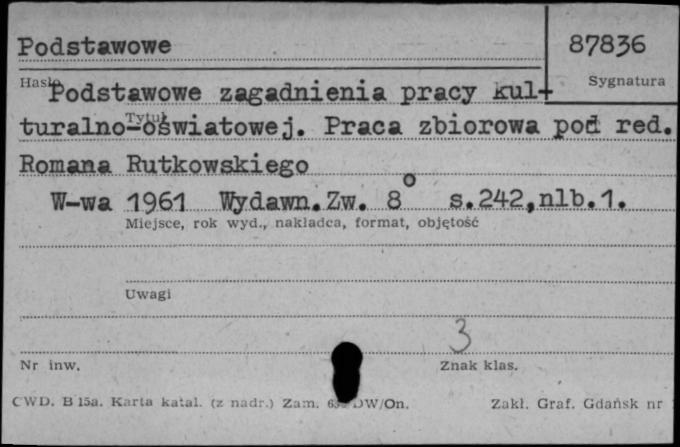 Podstawowe
87836
Hasło
Sygnatura
Podstawowe zagadnienia pracy kul-
Tytuł
turalno-oświatowej. Praca zbiorowa pod red.
Romana Rutkowskiego
W-wa 1961 Wydawn.Zw. 8° s.242,nlb.1.
Miejsce, rok wyd., nakładca, format, objętość
Uwagi
3
Nr inw.
Znak klas.
CWD. B 15a. Karta katal. (z nadr.) Zam.
Zakł. Graf. Gdańsk nr